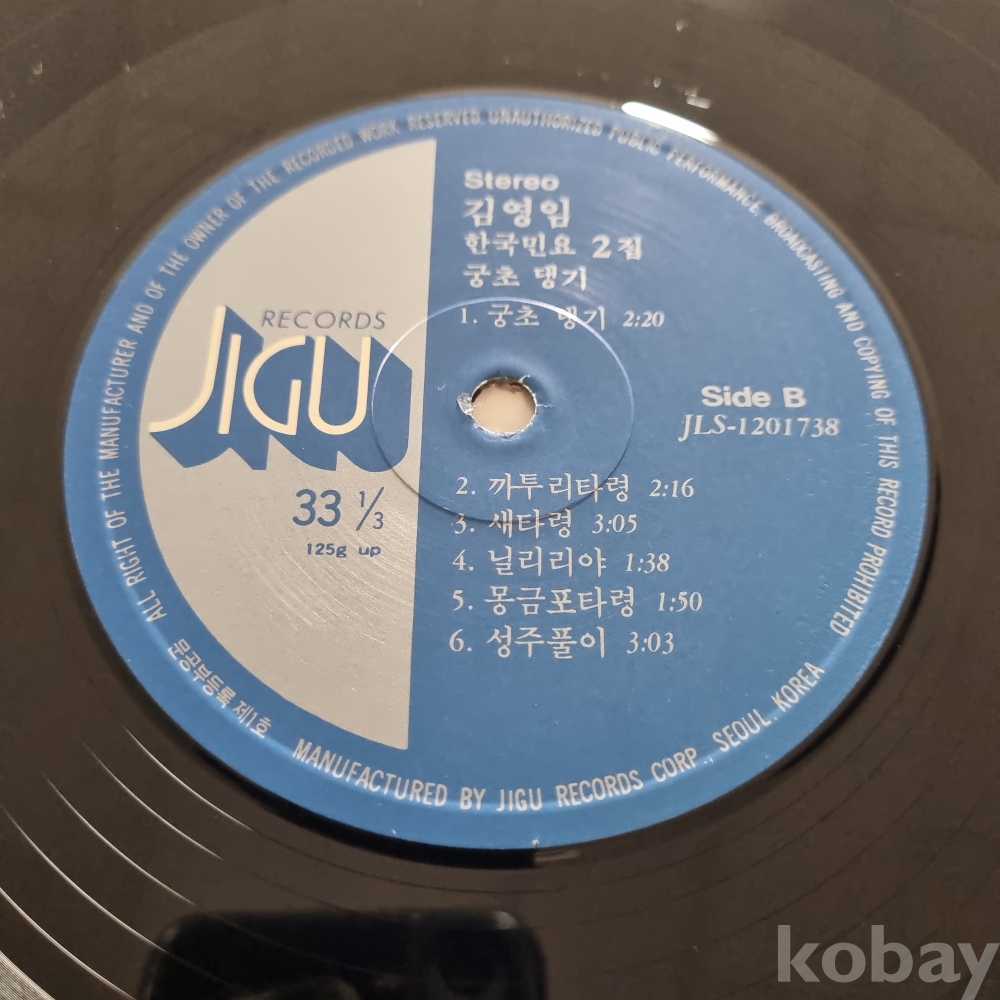 ALL RIGHT OF THE MANUFACTURER AND OF THE OWNER OF THE RECORDED WORK RESERVED. UNAUTHORIZED PUBLIC PERFORMANCE BROADCASTING AND COPYING OF THIS RECORD PROHIBITED
Stereo
김영임
한국민요 2집
궁초 댕기
1. 궁초 댕기 2:20
RECORDS
JIGU
Side B
JLS-1201738
33 1/3
125g up
2. 까투리타령 2:16
3. 새타령 3:05
4. 닐리리야 1:38
5. 몽금포타령 1:50
6. 성주풀이 3:03
문공부등록 제1호
MANUFACTURED BY JIGU RECORDS CORP., SEOUL KOREA
kobay